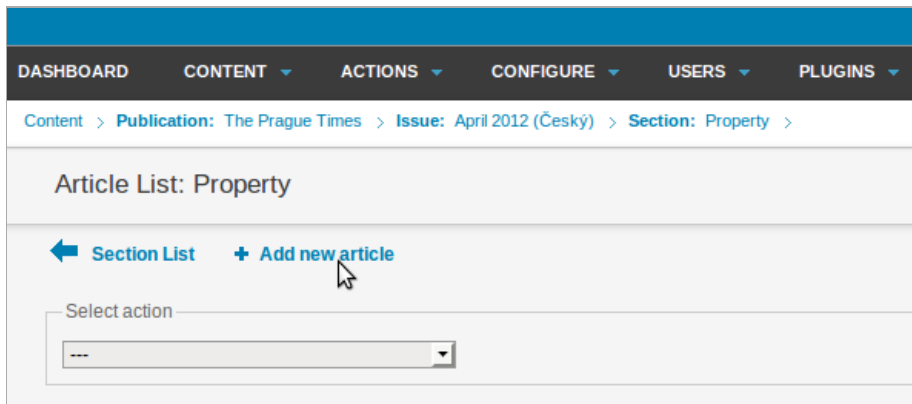 DASHBOARD CONTENT ACTIONS CONFIGURE USERS PLUGINS
Content > Publication: The Prague Times > Issue: April 2012 (Český) > Section: Property >
Article List: Property
Section List + Add new article
Select action
---